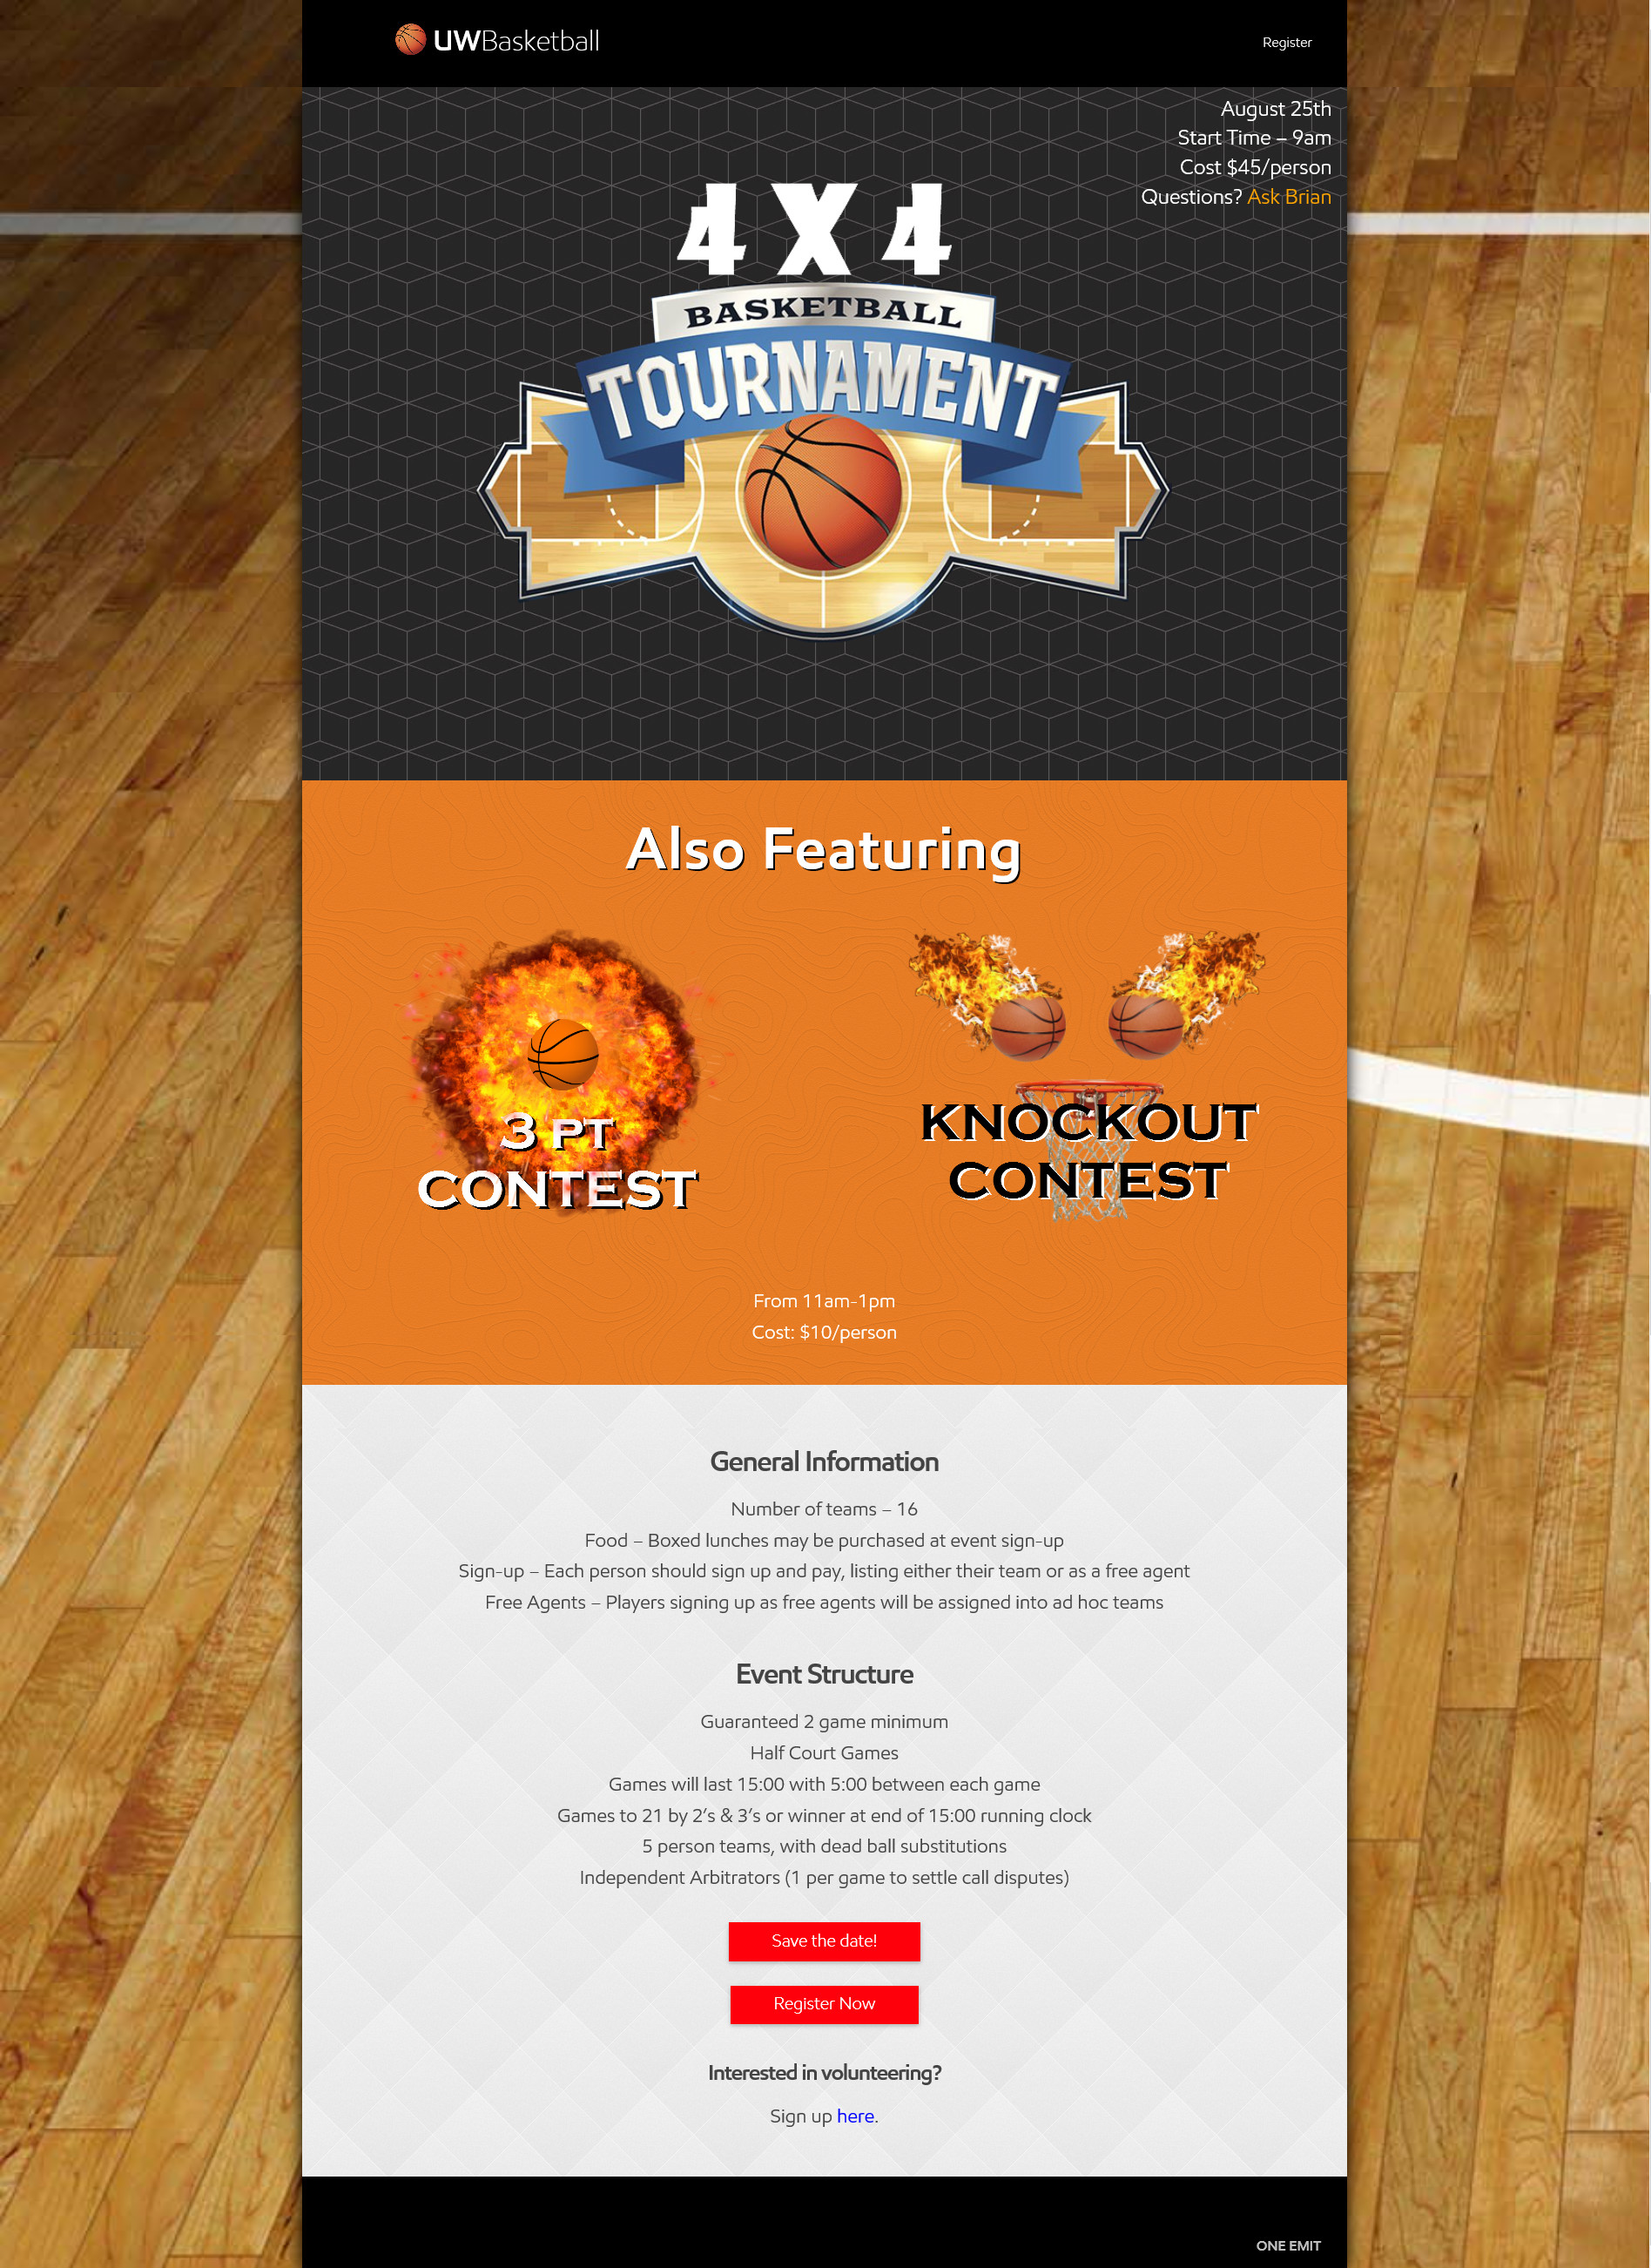 UWBasketball
Register
August 25th
Start Time – 9am
Cost $45/person
Questions? Ask Brian
4 X 4
BASKETBALL
TOURNAMENT
Also Featuring
3 PT
CONTEST
KNOCKOUT
CONTEST
From 11am-1pm
Cost: $10/person
General Information
Number of teams – 16
Food – Boxed lunches may be purchased at event sign-up
Sign-up – Each person should sign up and pay, listing either their team or as a free agent
Free Agents – Players signing up as free agents will be assigned into ad hoc teams
Event Structure
Guaranteed 2 game minimum
Half Court Games
Games will last 15:00 with 5:00 between each game
Games to 21 by 2’s & 3’s or winner at end of 15:00 running clock
5 person teams, with dead ball substitutions
Independent Arbitrators (1 per game to settle call disputes)
Save the date!
Register Now
Interested in volunteering?
Sign up here.
ONE EMIT